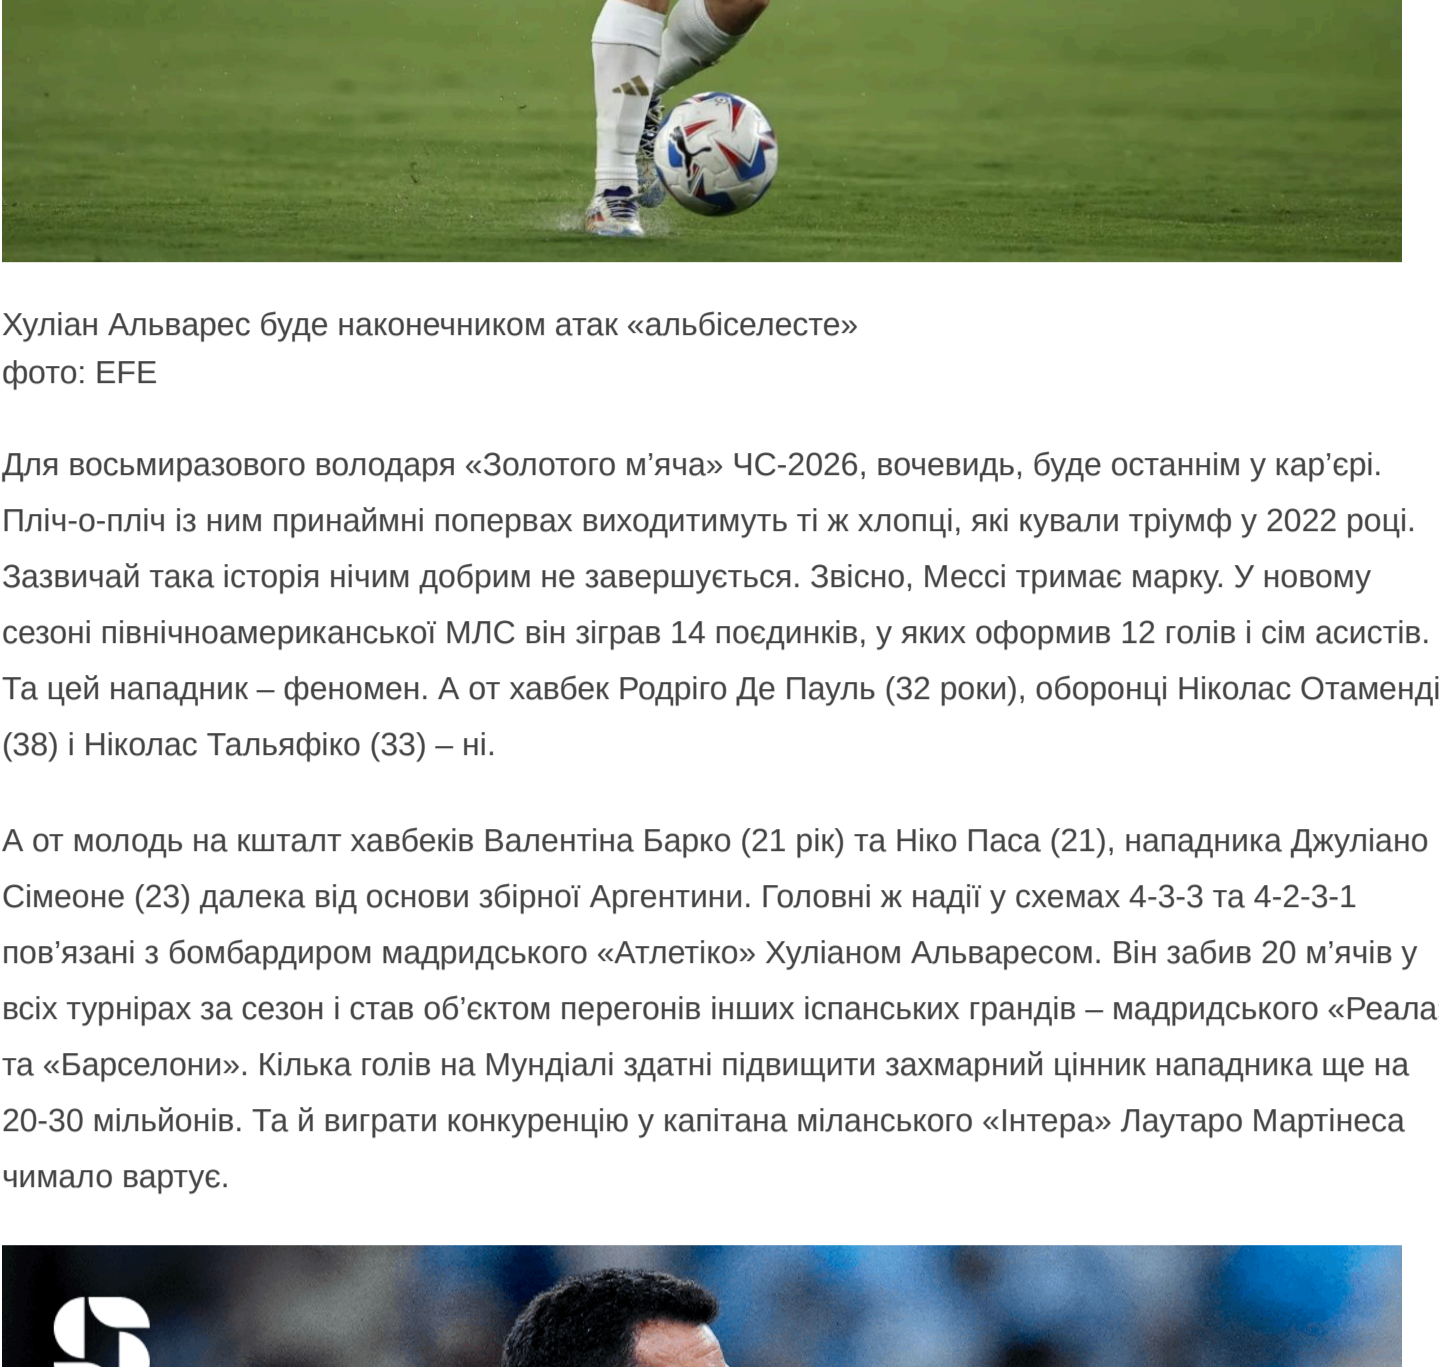 Хуліан Альварес буде наконечником атак «альбіселесте»
фото: EFE
Для восьмиразового володаря «Золотого м’яча» ЧС-2026, вочевидь, буде останнім у кар’єрі.
Пліч-о-пліч із ним принаймні попервах виходитимуть ті ж хлопці, які кували тріумф у 2022 році.
Зазвичай така історія нічим добрим не завершується. Звісно, Мессі тримає марку. У новому
сезоні північноамериканської МЛС він зіграв 14 поєдинків, у яких оформив 12 голів і сім асистів.
Та цей нападник – феномен. А от хавбек Родріго Де Пауль (32 роки), оборонці Ніколас Отаменді
(38) і Ніколас Тальяфіко (33) – ні.
А от молодь на кшталт хавбеків Валентіна Барко (21 рік) та Ніко Паса (21), нападника Джуліано
Сімеоне (23) далека від основи збірної Аргентини. Головні ж надії у схемах 4-3-3 та 4-2-3-1
пов’язані з бомбардиром мадридського «Атлетіко» Хуліаном Альваресом. Він забив 20 м’ячів у
всіх турнірах за сезон і став об’єктом перегонів інших іспанських грандів – мадридського «Реала
та «Барселони». Кілька голів на Мундіалі здатні підвищити захмарний цінник нападника ще на
20-30 мільйонів. Та й виграти конкуренцію у капітана міланського «Інтера» Лаутаро Мартінеса
чимало вартує.